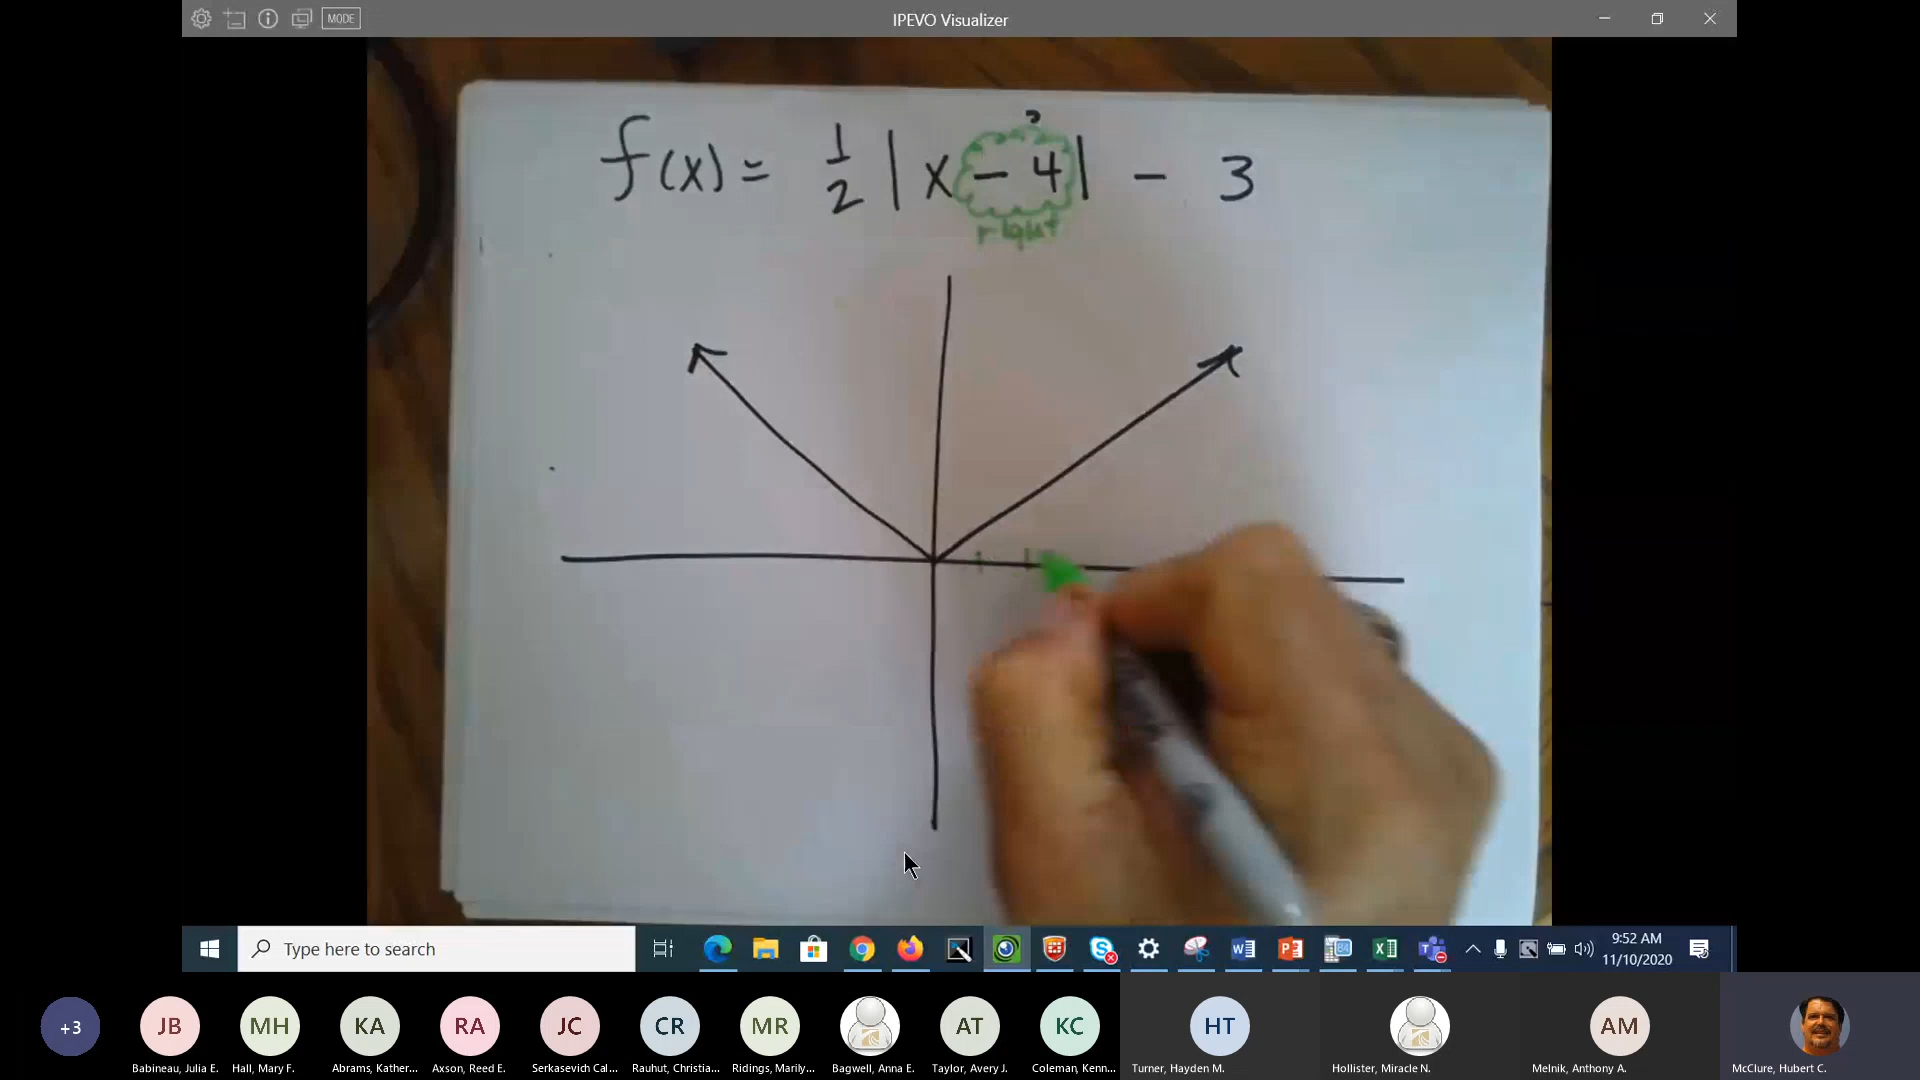 MODE
IPEVO Visualizer
f(x) = 1/2 |x - 4| - 3
right
Type here to search
9:52 AM
11/10/2020
+3
JB
MH
KA
RA
JC
CR
MR
AT
KC
HT
AM
Babineau, Julia E.
Hall, Mary F.
Abrams, Kather...
Axson, Reed E.
Serkasevich Cal...
Rauhut, Christia...
Ridings, Marily...
Bagwell, Anna E.
Taylor, Avery J.
Coleman, Kenn...
Turner, Hayden M.
Hollister, Miracle N.
Melnik, Anthony A.
McClure, Hubert C.